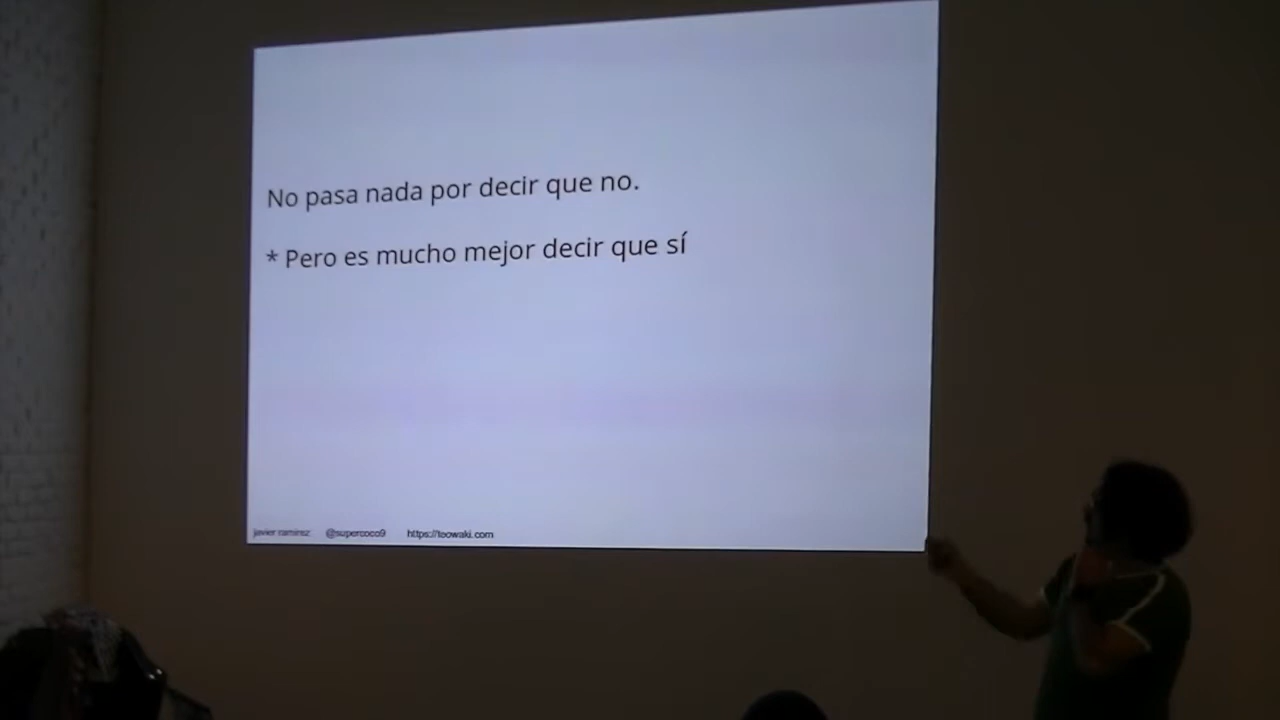 No pasa nada por decir que no.
* Pero es mucho mejor decir que sí
javier ramirez @supercoco9 https://teowaki.com